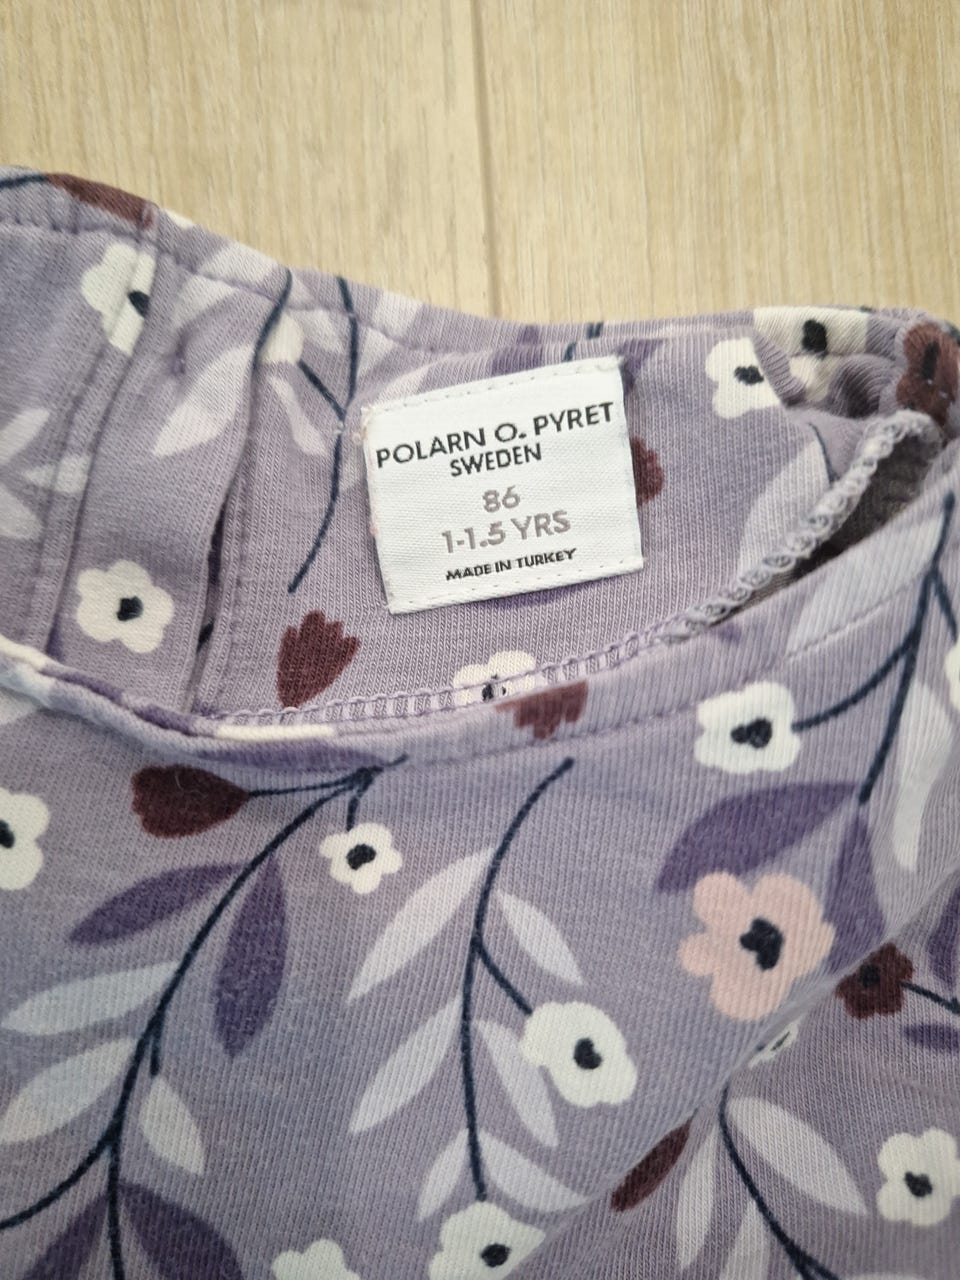 POLARN O. PYRET
SWEDEN
86
1-1.5 YRS
MADE IN TURKEY